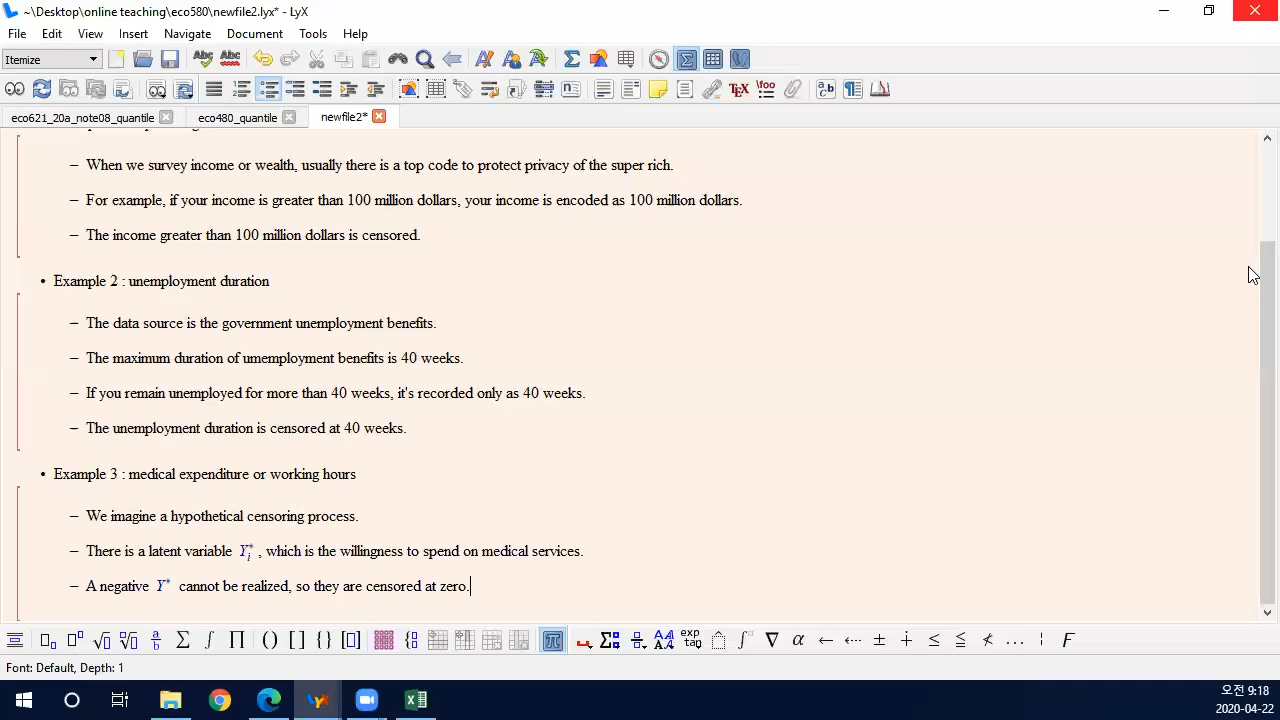 ~\Desktop\online teaching\eco580\newfile2.lyx* - LyX
File Edit View Insert Navigate Document Tools Help
Itemize
eco621_20a_note08_quantile eco480_quantile newfile2*
– When we survey income or wealth, usually there is a top code to protect privacy of the super rich.
– For example, if your income is greater than 100 million dollars, your income is encoded as 100 million dollars.
– The income greater than 100 million dollars is censored.
• Example 2 : unemployment duration
– The data source is the government unemployment benefits.
– The maximum duration of umemployment benefits is 40 weeks.
– If you remain unemployed for more than 40 weeks, it's recorded only as 40 weeks.
– The unemployment duration is censored at 40 weeks.
• Example 3 : medical expenditure or working hours
– We imagine a hypothetical censoring process.
– There is a latent variable Y_i^*, which is the willingness to spend on medical services.
– A negative Y^* cannot be realized, so they are censored at zero.
Font: Default, Depth: 1
오전 9:18
2020-04-22